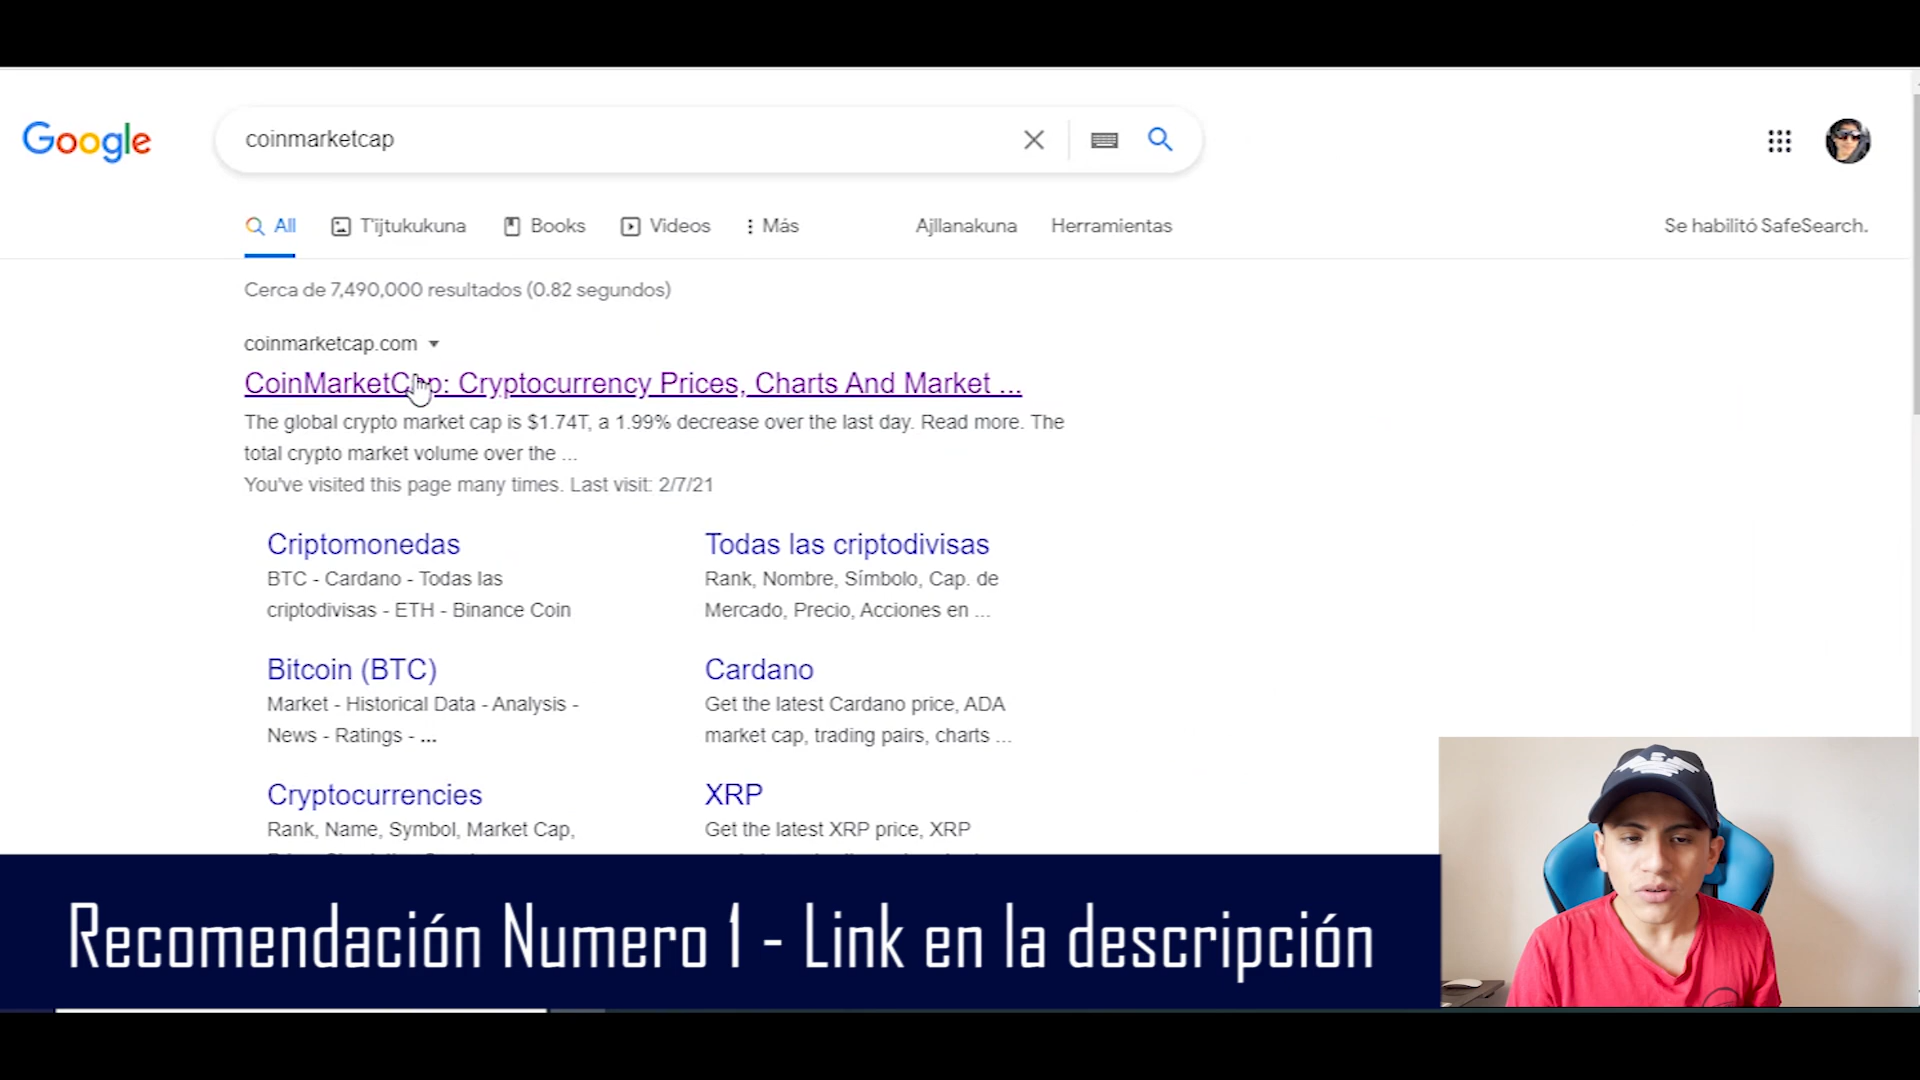 Google
coinmarketcap
All T'ijtukukuna Books Videos Más Ajllanakuna Herramientas Se habilitó SafeSearch.
Cerca de 7,490,000 resultados (0.82 segundos)
coinmarketcap.com
CoinMarketCap: Cryptocurrency Prices, Charts And Market ...
The global crypto market cap is $1.74T, a 1.99% decrease over the last day. Read more. The
total crypto market volume over the ...
You've visited this page many times. Last visit: 2/7/21
Criptomonedas
BTC - Cardano - Todas las
criptodivisas - ETH - Binance Coin
Todas las criptodivisas
Rank, Nombre, Símbolo, Cap. de
Mercado, Precio, Acciones en ...
Bitcoin (BTC)
Market - Historical Data - Analysis -
News - Ratings - ...
Cardano
Get the latest Cardano price, ADA
market cap, trading pairs, charts ...
Cryptocurrencies
Rank, Name, Symbol, Market Cap,
XRP
Get the latest XRP price, XRP
Recomendación Numero 1 - Link en la descripción